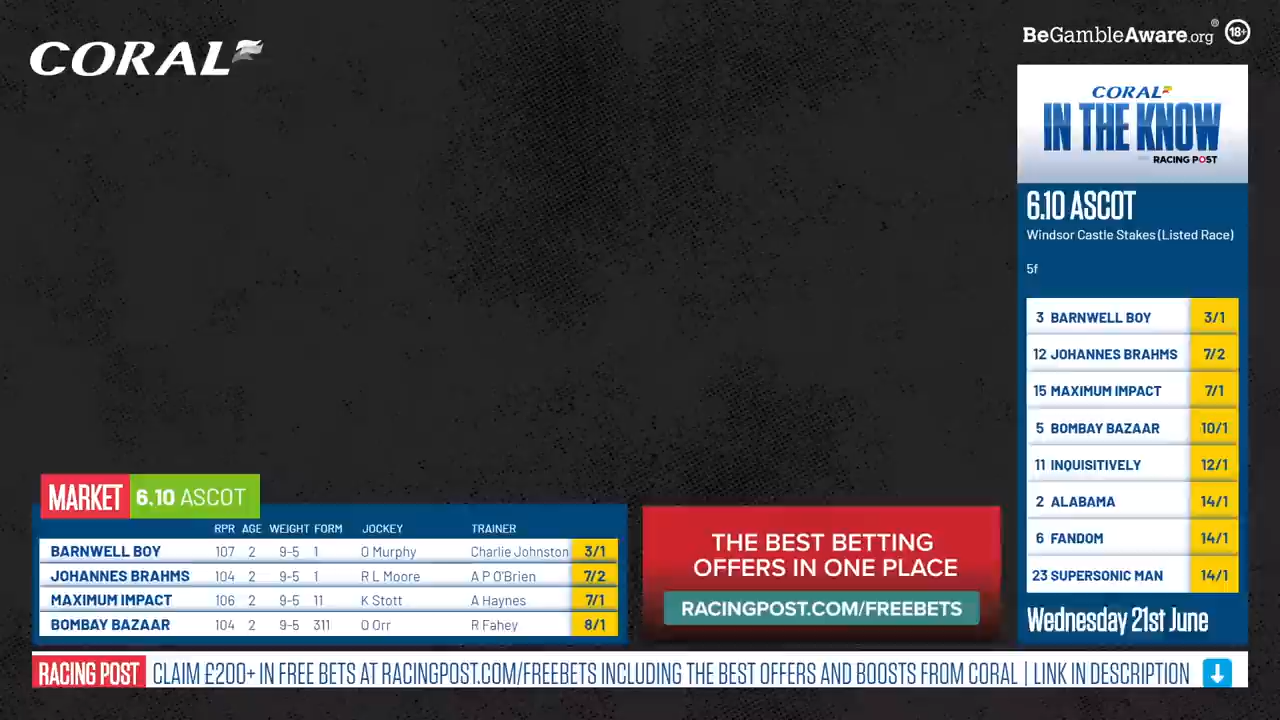 CORAL
BeGambleAware.org® 18+
CORAL
IN THE KNOW
RACING POST
6.10 ASCOT
Windsor Castle Stakes (Listed Race)
5f
3 BARNWELL BOY 3/1
12 JOHANNES BRAHMS 7/2
15 MAXIMUM IMPACT 7/1
5 BOMBAY BAZAAR 10/1
11 INQUISITIVELY 12/1
2 ALABAMA 14/1
6 FANDOM 14/1
23 SUPERSONIC MAN 14/1
Wednesday 21st June
MARKET 6.10 ASCOT
RPR AGE WEIGHT FORM JOCKEY TRAINER
BARNWELL BOY 107 2 9-5 1 O Murphy Charlie Johnston 3/1
JOHANNES BRAHMS 104 2 9-5 1 R L Moore A P O'Brien 7/2
MAXIMUM IMPACT 106 2 9-5 11 K Stott A Haynes 7/1
BOMBAY BAZAAR 104 2 9-5 311 O Orr R Fahey 8/1
THE BEST BETTING
OFFERS IN ONE PLACE
RACINGPOST.COM/FREEBETS
RACING POST CLAIM £200+ IN FREE BETS AT RACINGPOST.COM/FREEBETS INCLUDING THE BEST OFFERS AND BOOSTS FROM CORAL | LINK IN DESCRIPTION